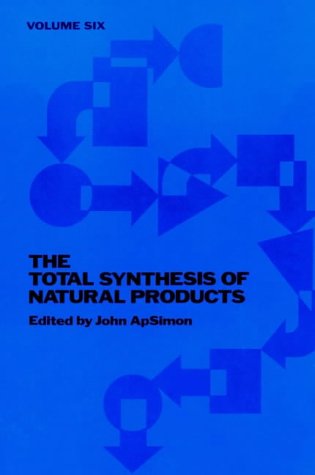 VOLUME SIX
THE
TOTAL SYNTHESIS OF
NATURAL PRODUCTS
Edited by John ApSimon